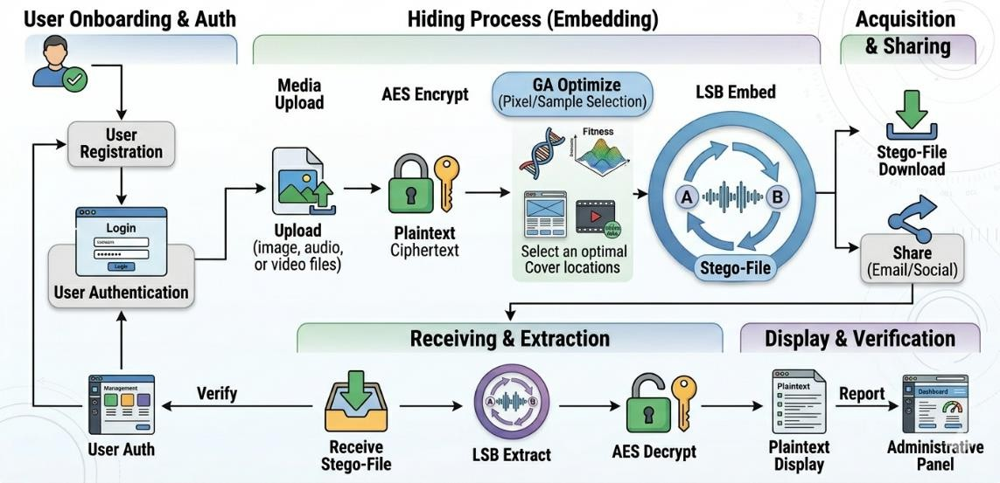 User Onboarding & Auth
Hiding Process (Embedding)
Acquisition
& Sharing
Media
Upload
AES Encrypt
GA Optimize
(Pixel/Sample Selection)
LSB Embed
User
Registration
Fitness
Stego-File
Download
Login
Login
User Authentication
Upload
(image, audio,
or video files)
Plaintext
Ciphertext
Select an optimal
Cover locations
A
B
Stego-File
Share
(Email/Social)
Receiving & Extraction
Display & Verification
Management
User Auth
Verify
Receive
Stego-File
A
B
LSB Extract
AES Decrypt
Plaintext
Plaintext
Display
Report
Dashboard
Administrative
Panel